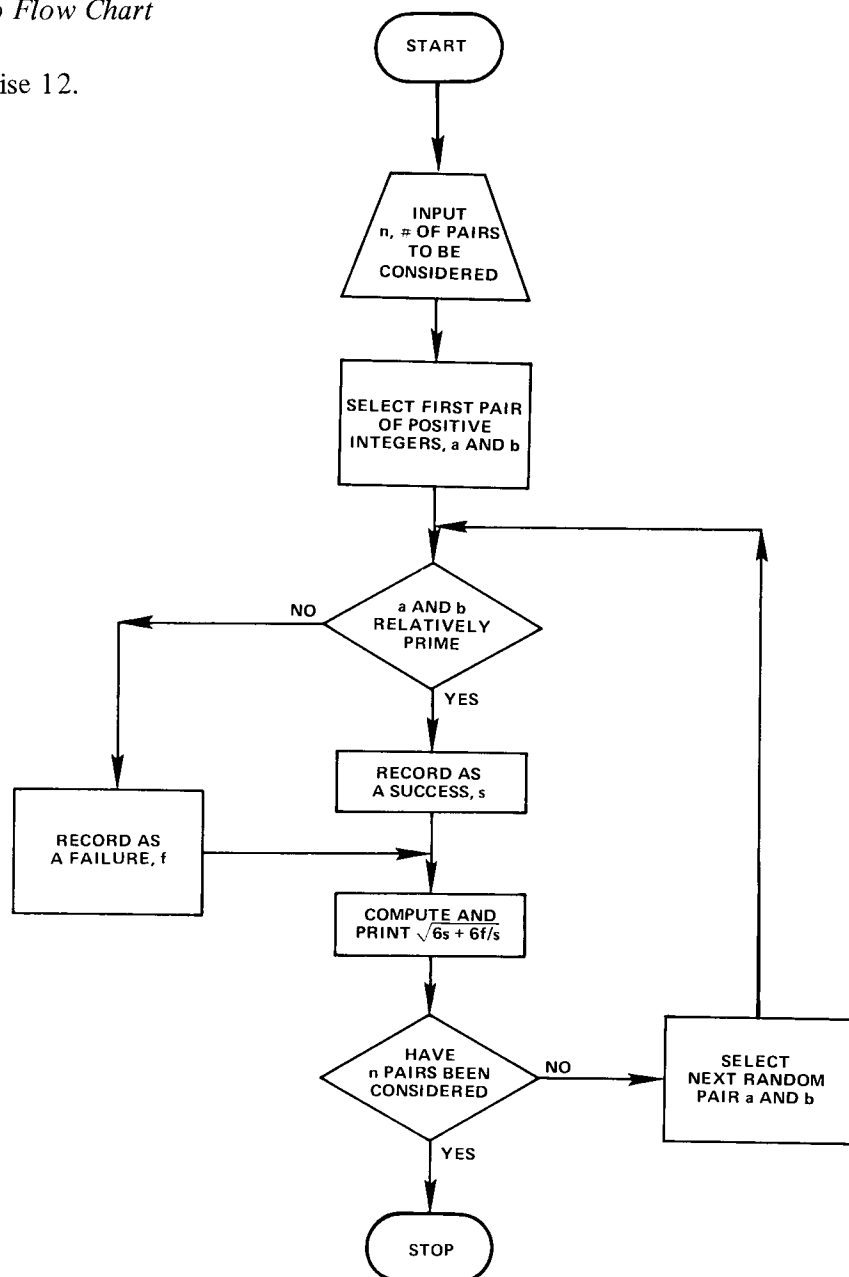 Flow Chart
ise 12.
START
INPUT
n, # OF PAIRS
TO BE
CONSIDERED
SELECT FIRST PAIR
OF POSITIVE
INTEGERS, a AND b
NO
a AND b
RELATIVELY
PRIME
YES
RECORD AS
A SUCCESS, s
RECORD AS
A FAILURE, f
COMPUTE AND
PRINT √6s + 6f/s
HAVE
n PAIRS BEEN
CONSIDERED
NO
SELECT
NEXT RANDOM
PAIR a AND b
YES
STOP